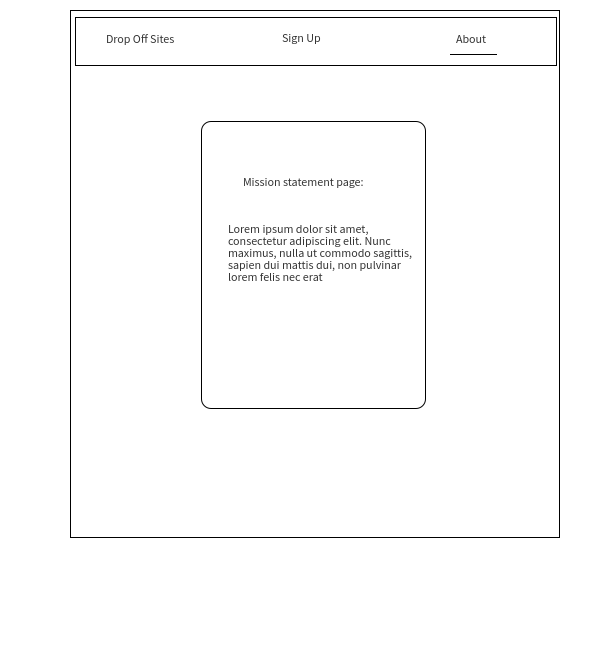 Drop Off Sites
Sign Up
About
Mission statement page:
Lorem ipsum dolor sit amet,
consectetur adipiscing elit. Nunc
maximus, nulla ut commodo sagittis,
sapien dui mattis dui, non pulvinar
lorem felis nec erat